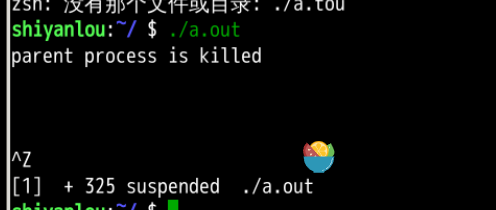 zsh: 没有那个文件或目录: ./a.tou
shiyanlou:~/ $ ./a.out
parent process is killed
^Z
[1]  + 325 suspended  ./a.out
shiyanlou:~/ $